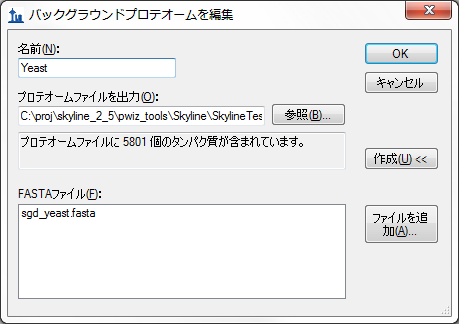 バックグラウンドプロテオームを編集
名前(N):
Yeast
OK
キャンセル
プロテオームファイルを出力(O):
C:\proj\skyline_2_5\pwiz_tools\Skyline\SkylineTes
参照(B)...
プロテオームファイルに 5801 個のタンパク質が含まれています。
作成(U) <<
FASTAファイル(F):
sgd_yeast.fasta
ファイルを追
加(A)...